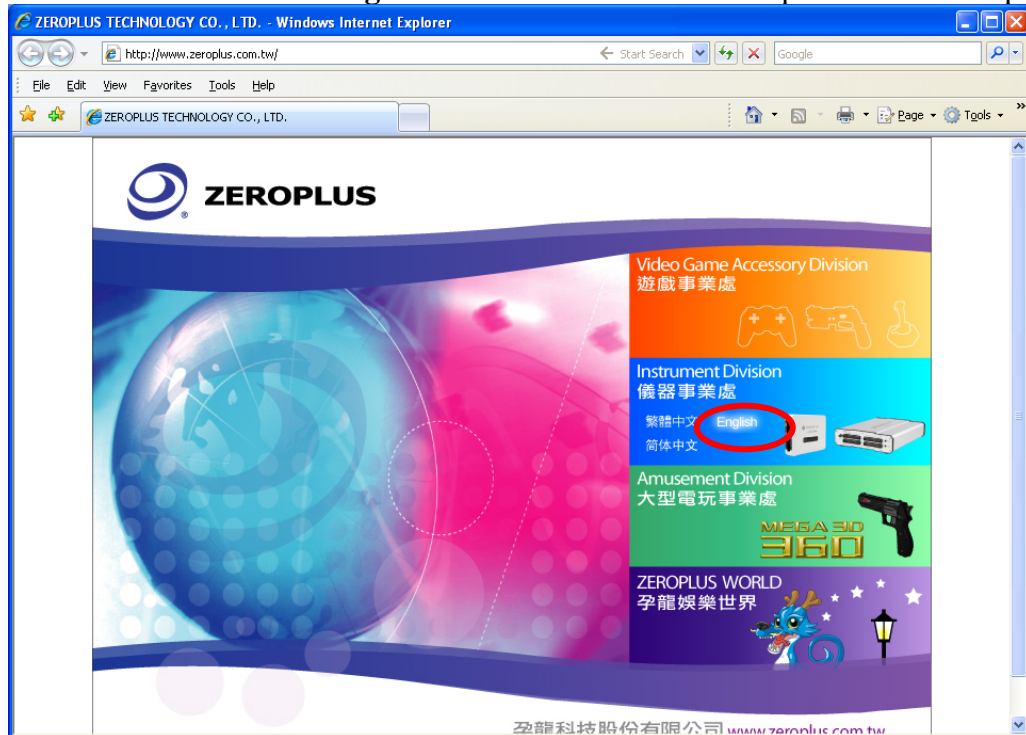 ZEROPLUS TECHNOLOGY CO., LTD. - Windows Internet Explorer
http://www.zeroplus.com.tw/
Start Search
Google
File Edit View Favorites Tools Help
ZEROPLUS TECHNOLOGY CO., LTD.
Page Tools
ZEROPLUS
Video Game Accessory Division
遊戲事業處
Instrument Division
儀器事業處
繁體中文 English
简体中文
Amusement Division
大型電玩事業處
MEGA 3D
360
ZEROPLUS WORLD
孕龍娛樂世界
孕龍科技股份有限公司 www.zeroplus.com.tw